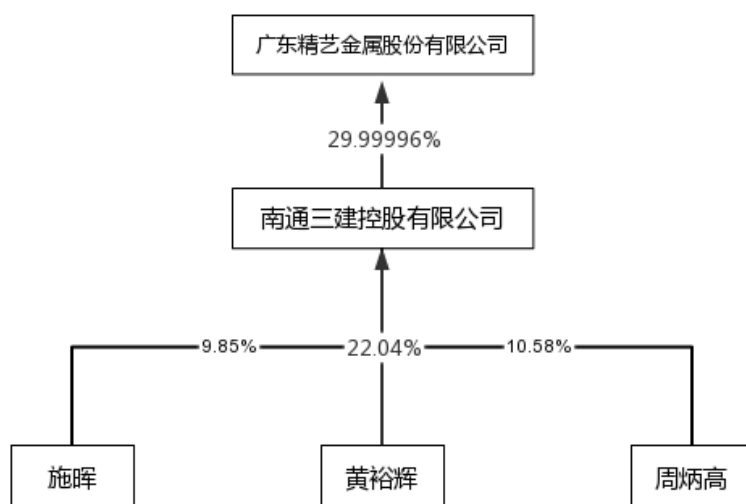 广东精艺金属股份有限公司
29.99996%
南通三建控股有限公司
9.85%
22.04%
10.58%
施晖
黄裕辉
周炳高